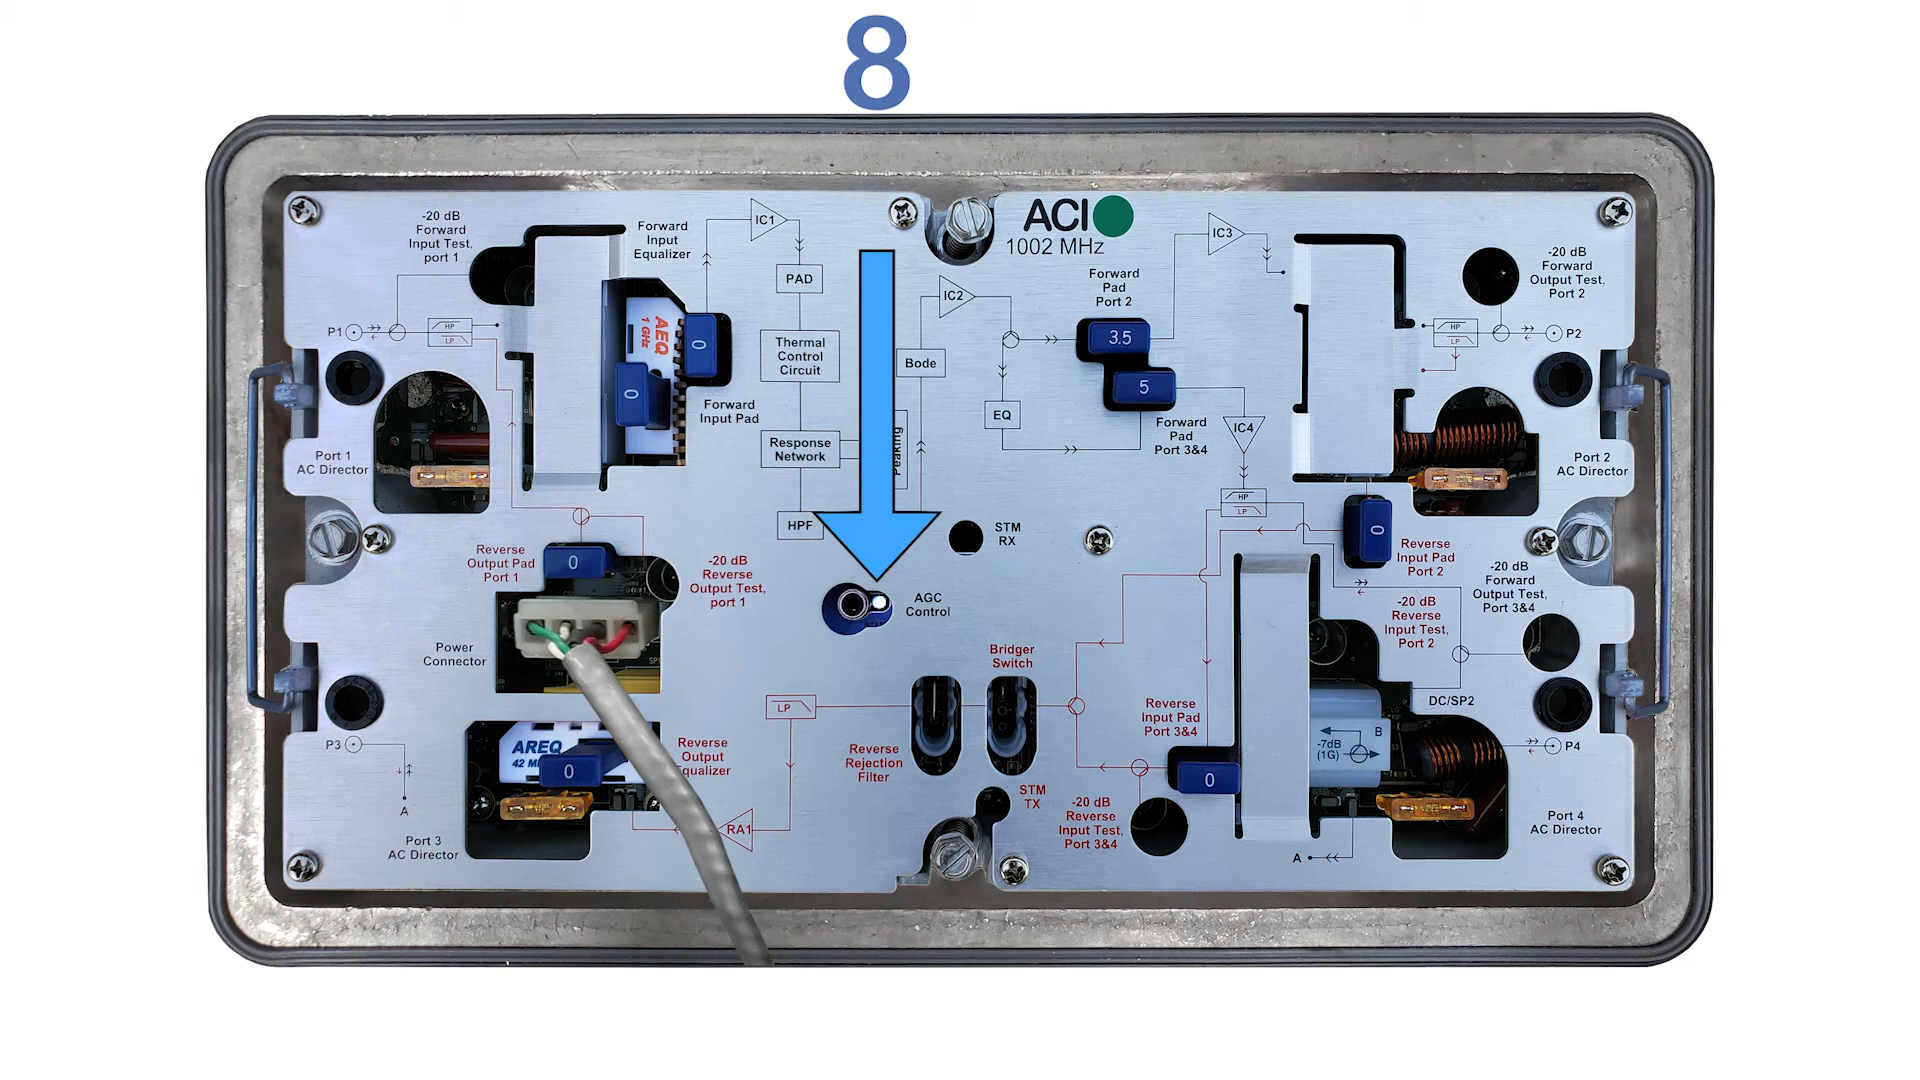 8
-20 dB
Forward
Input Test,
port 1
Forward
Input
Equalizer
IC1
PAD
ACI
1002 MHz
IC2
Forward
Pad
Port 2
IC3
-20 dB
Forward
Output Test,
Port 2
P1
HP
LP
AEQ
1 GHz
0
0
Thermal
Control
Circuit
Bode
3.5
5
HP
LP
P2
Forward
Input Pad
EQ
Forward
Pad
Port 3&4
IC4
Port 1
AC Director
Response
Network
Port 2
AC Director
HP
LP
HPF
STM
RX
Reverse
Output Pad
Port 1
0
-20 dB
Reverse
Output Test,
port 1
0
Reverse
Input Pad
Port 2
-20 dB
Forward
Output Test,
Port 3&4
AGC
Control
-20 dB
Reverse
Input Test,
Port 2
Power
Connector
Bridger
Switch
LP
Reverse
Input Pad
Port 3&4
DC/SP2
P3
AREQ
0
Reverse
Output
Equalizer
Reverse
Rejection
Filter
0
-7dB
(1G)
B
P4
A
STM
TX
RA1
-20 dB
Reverse
Input Test,
Port 3&4
Port 3
AC Director
Port 4
AC Director
A